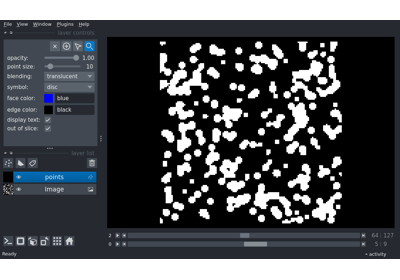 File View Window Plugins Help
layer controls
opacity: 1.00
point size: 10
blending: translucent
symbol: disc
face color: blue
edge color: black
display text:
out of slice:
layer list
points
Image
2 64 127
0 5 9
Ready
activity